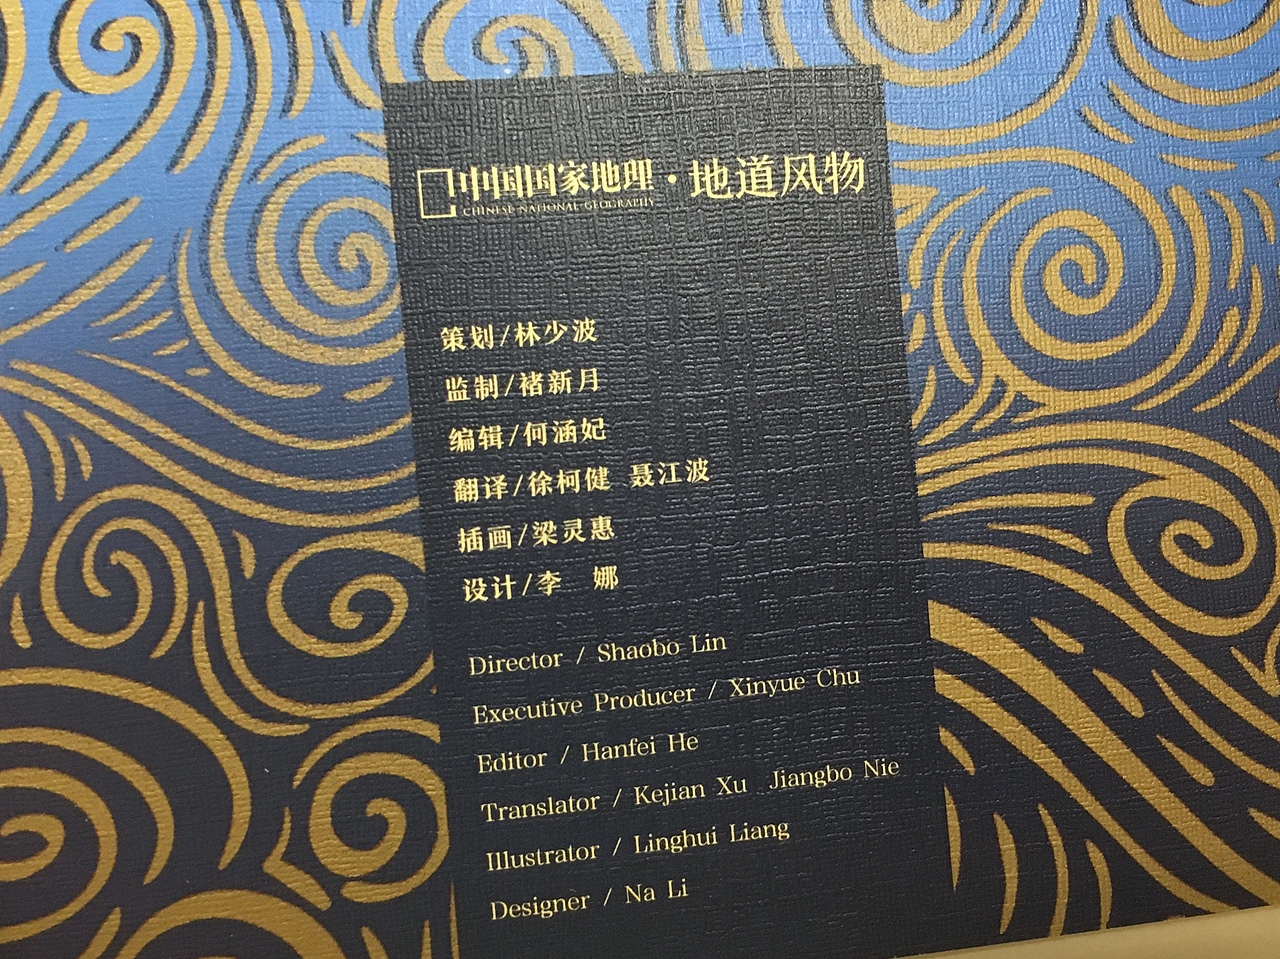 中国国家地理·地道风物
CHINESE NATIONAL GEOGRAPHY
策划/林少波
监制/褚新月
编辑/何涵妃
翻译/徐柯健 聂江波
插画/梁灵惠
设计/李 娜
Director / Shaobo Lin
Executive Producer / Xinyue Chu
Editor / Hanfei He
Translator / Kejian Xu Jiangbo Nie
Illustrator / Linghui Liang
Designer / Na Li